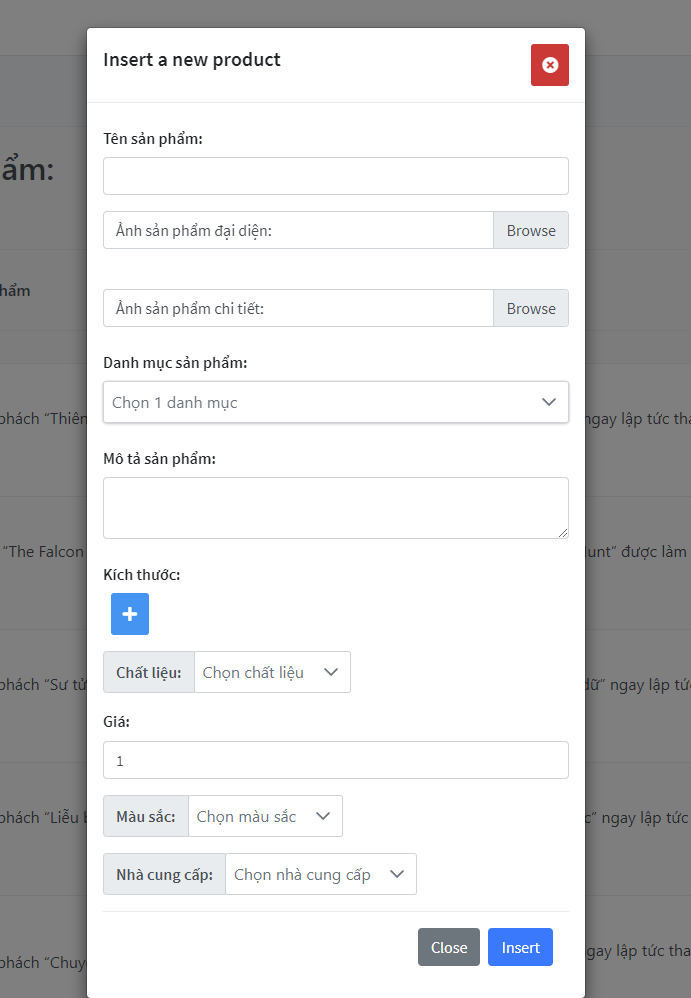 Insert a new product
Tên sản phẩm:
ẩm:
Ảnh sản phẩm đại diện: Browse
hẩm
Ảnh sản phẩm chi tiết: Browse
Danh mục sản phẩm:
Chọn 1 danh mục
phách “Thiên
ngay lập tức tha
Mô tả sản phẩm:
“The Falcon
unt” được làm
Kích thước:
+
Chất liệu: Chọn chất liệu
phách “Sư tử
dữ” ngay lập tức
Giá:
1
Màu sắc: Chọn màu sắc
phách “Liễu b
c” ngay lập tức
Nhà cung cấp: Chọn nhà cung cấp
Close Insert
phách “Chuy
gay lập tức tha